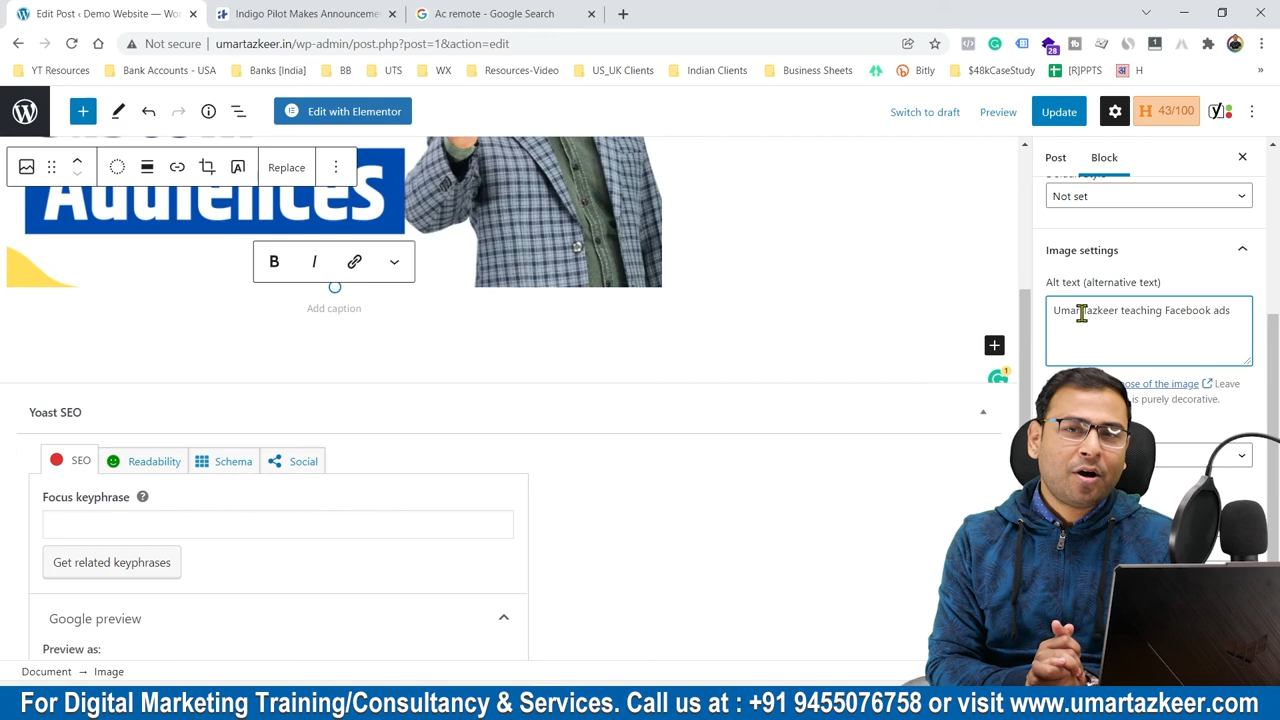 Edit Post ‹ Demo Website — Wo
Indigo Pilot Makes Announceme
Ac remote - Google Search
Not secure
umartazkeer.in/wp-admin/post.php?post=1&action=edit
28
1
YT Resources
Bank Accounts - USA
Banks [India]
BB
UTS
WX
Resources-Video
US_UK Clients
Indian Clients
Business Sheets
Bitly
$48kCaseStudy
[R]PPTS
H
»
Edit with Elementor
Switch to draft
Preview
Update
H 43/100
Replace
Audiences
B I
Add caption
Post
Block
Not set
Image settings
Alt text (alternative text)
Umar Tazkeer teaching Facebook ads
pose of the image
Leave
is purely decorative.
1
Yoast SEO
SEO
Readability
Schema
Social
Focus keyphrase
Get related keyphrases
Google preview
Preview as:
Document → Image
For Digital Marketing Training/Consultancy & Services. Call us at : +91 9455076758 or visit www.umartazkeer.com